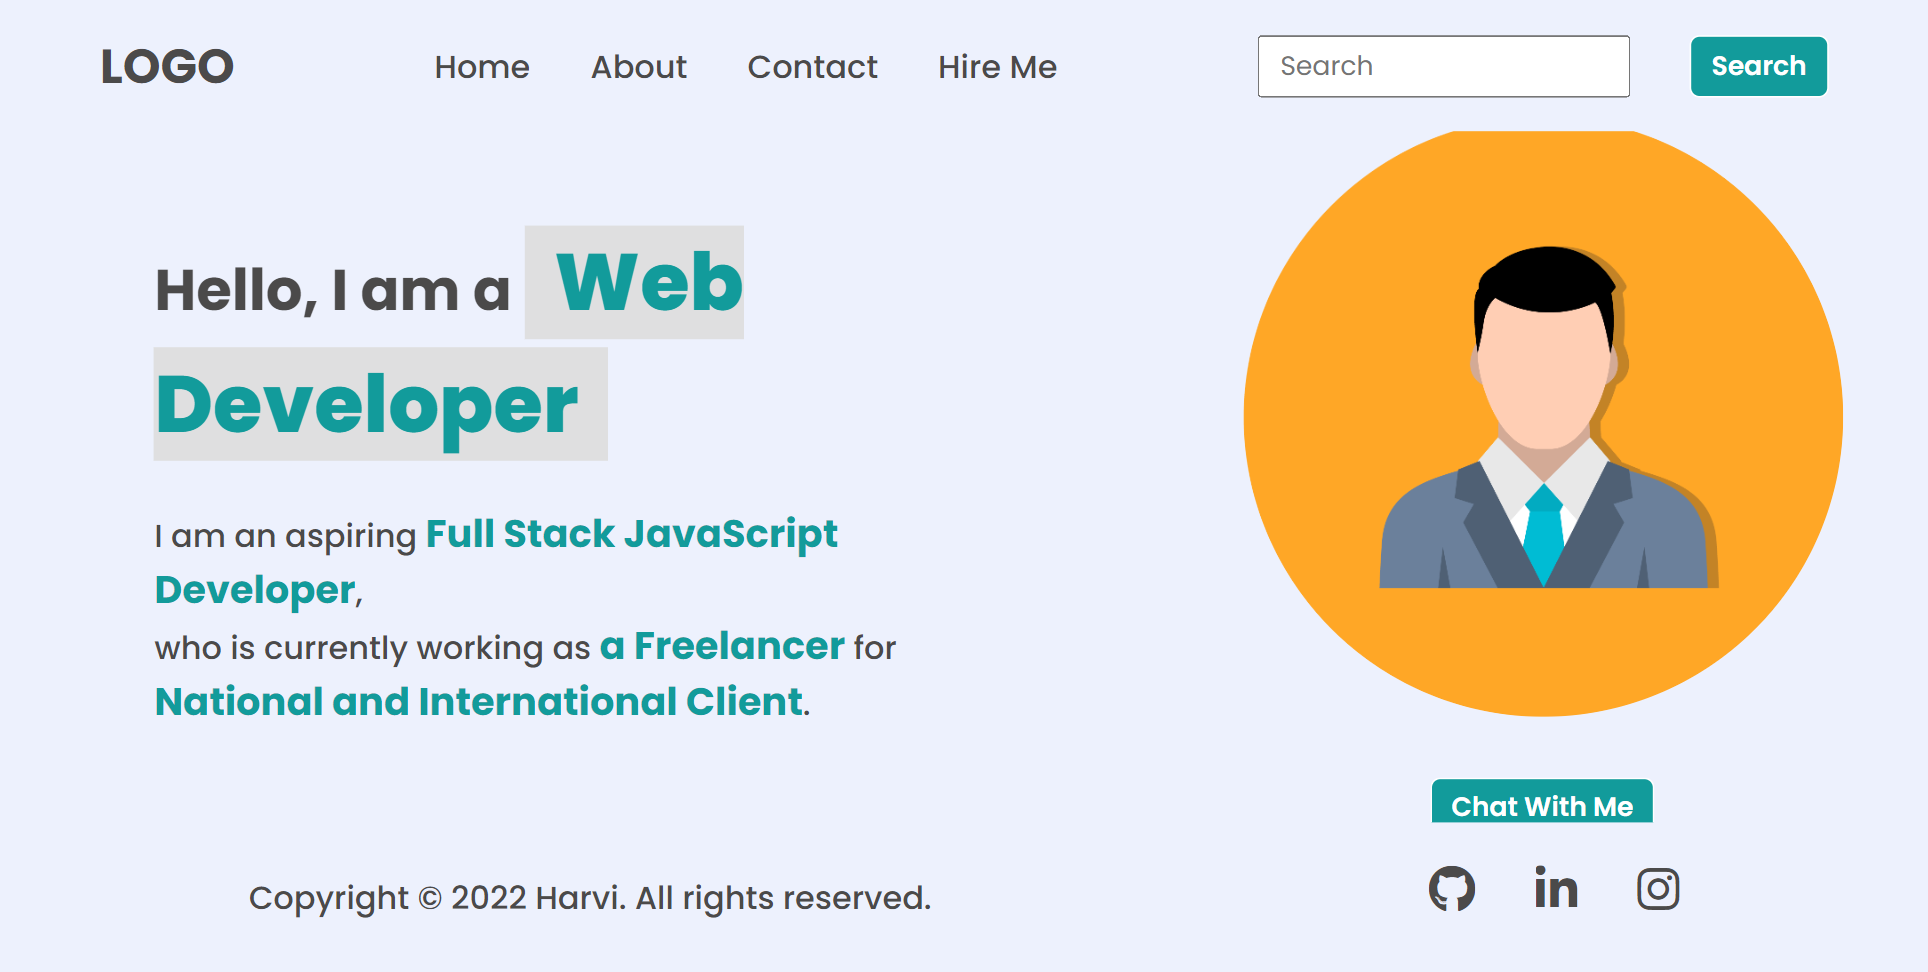 LOGO
Home About Contact Hire Me
Search
Search
Hello, I am a Web
Developer
I am an aspiring Full Stack JavaScript
Developer,
who is currently working as a Freelancer for
National and International Client.
Chat With Me
Copyright © 2022 Harvi. All rights reserved.
in